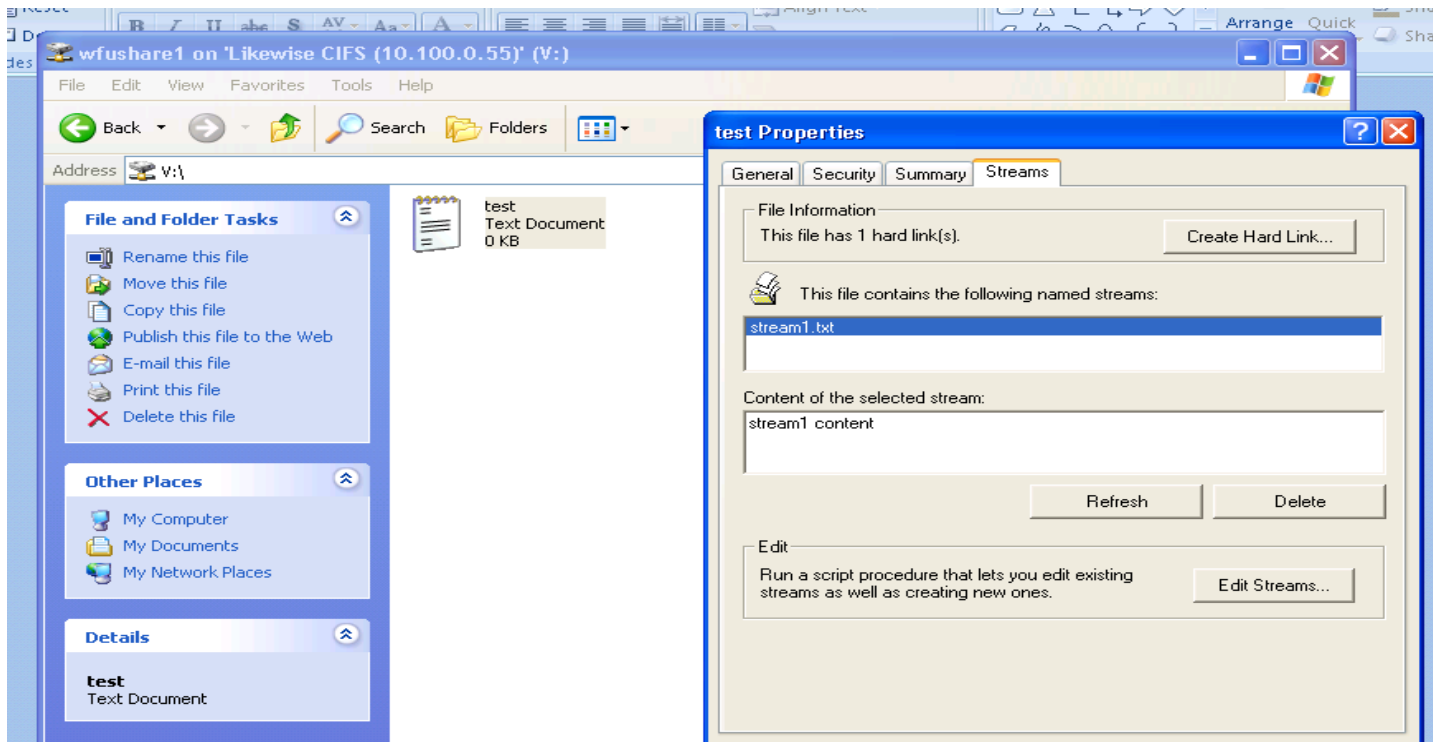 Arrange Quick
wfushare1 on 'Likewise CIFS (10.100.0.55)' (V:)
File Edit View Favorites Tools Help
Back Search Folders
Address V:\
File and Folder Tasks
Rename this file
Move this file
Copy this file
Publish this file to the Web
E-mail this file
Print this file
Delete this file
Other Places
My Computer
My Documents
My Network Places
Details
test
Text Document
test
Text Document
0 KB
test Properties
General Security Summary Streams
File Information
This file has 1 hard link(s).
Create Hard Link...
This file contains the following named streams:
stream1.txt
Content of the selected stream:
stream1 content
Refresh Delete
Edit
Run a script procedure that lets you edit existing
streams as well as creating new ones.
Edit Streams...